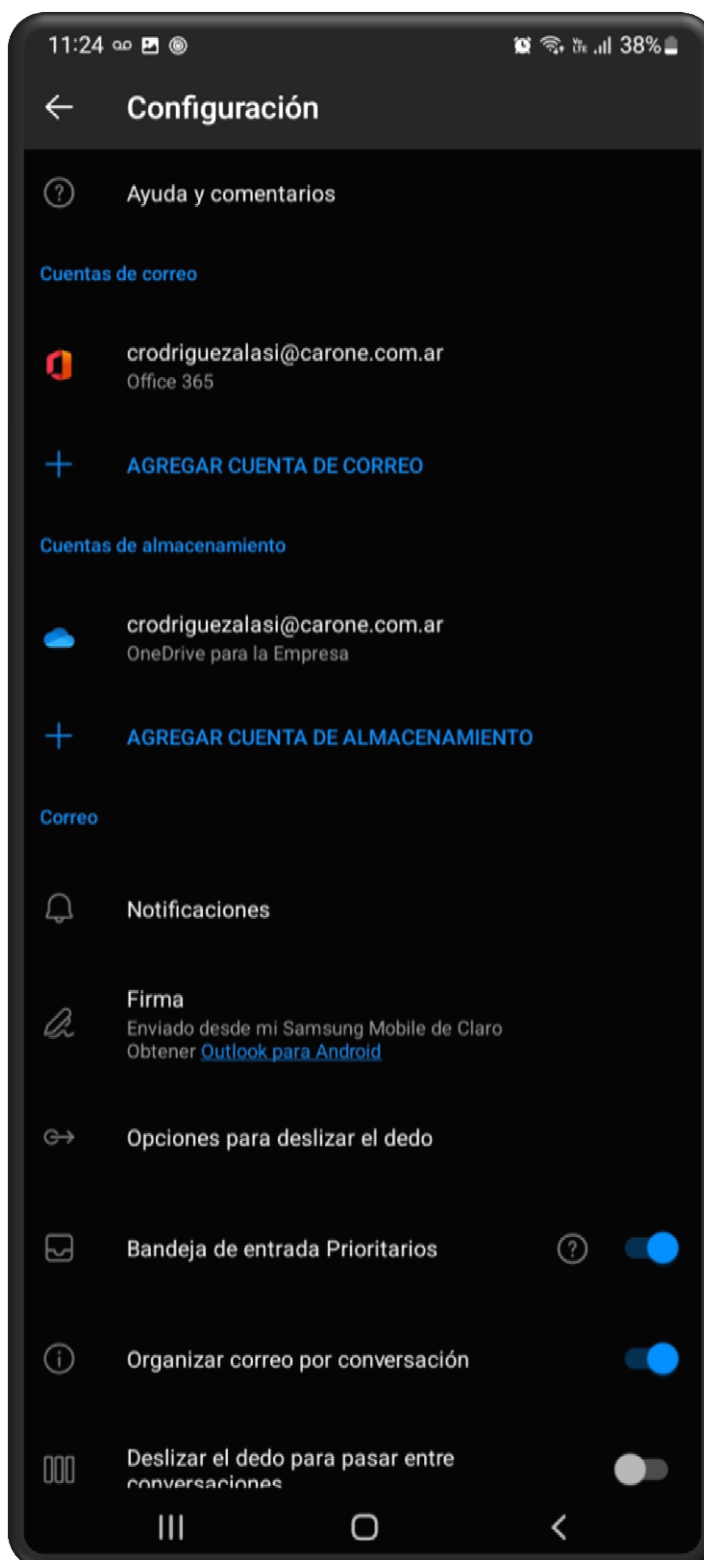 11:24
38%
Configuración
Ayuda y comentarios
Cuentas de correo
crodriguezalasi@carone.com.ar
Office 365
AGREGAR CUENTA DE CORREO
Cuentas de almacenamiento
crodriguezalasi@carone.com.ar
OneDrive para la Empresa
AGREGAR CUENTA DE ALMACENAMIENTO
Correo
Notificaciones
Firma
Enviado desde mi Samsung Mobile de Claro
Obtener Outlook para Android
Opciones para deslizar el dedo
Bandeja de entrada Prioritarios
Organizar correo por conversación
Deslizar el dedo para pasar entre
conversaciones